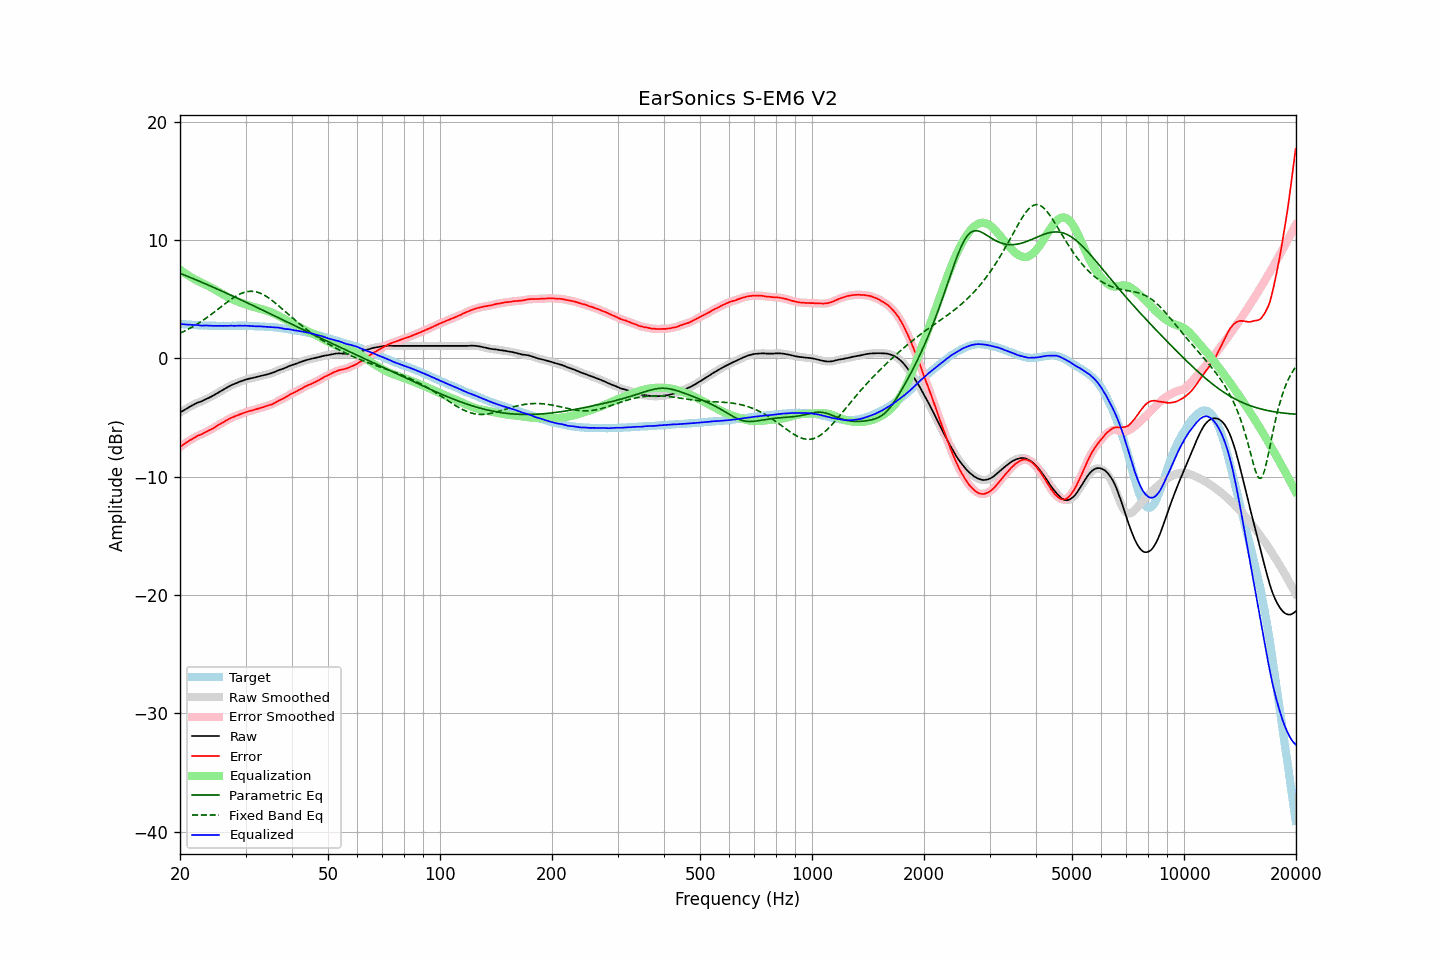 EarSonics S-EM6 V2
Amplitude (dBr)
20
10
0
−10
−20
−30
−40
Target
Raw Smoothed
Error Smoothed
Raw
Error
Equalization
Parametric Eq
Fixed Band Eq
Equalized
20 50 100 200 500 1000 2000 5000 10000 20000
Frequency (Hz)